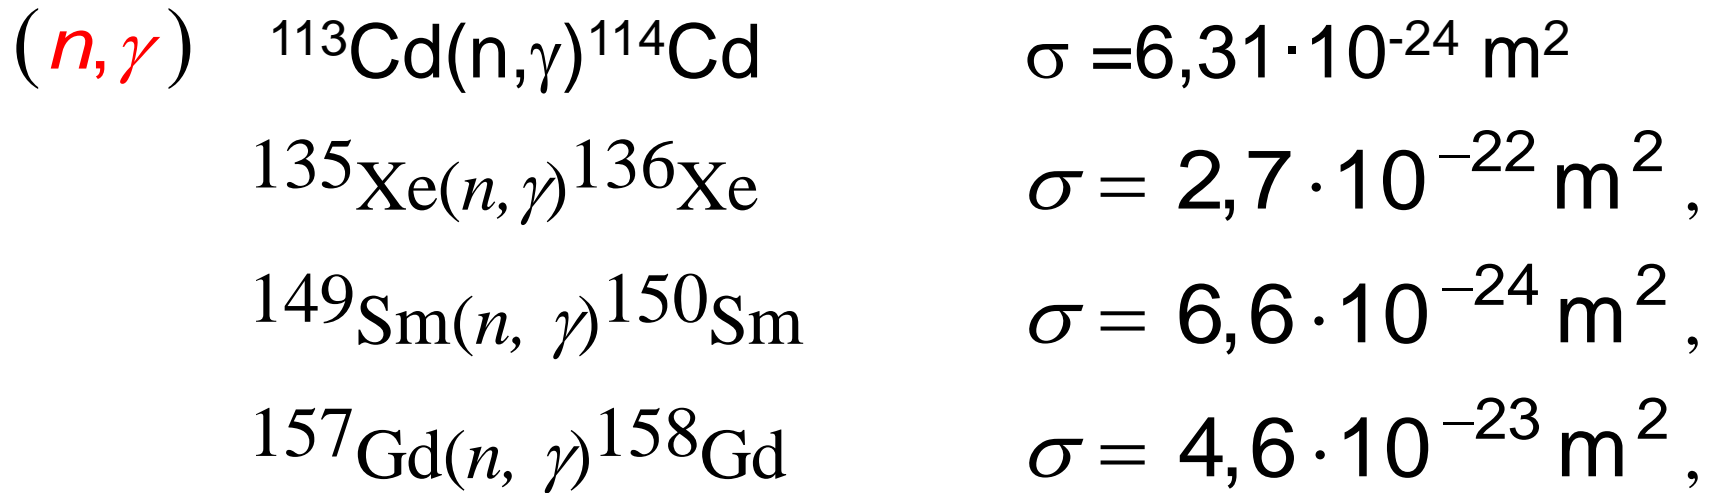 (n,γ) ¹¹³Cd(n,γ)¹¹⁴Cd σ =6,31·10⁻²⁴ m²
¹³⁵Xe(n,γ)¹³⁶Xe σ = 2,7·10⁻²² m²,
¹⁴⁹Sm(n, γ)¹⁵⁰Sm σ = 6,6·10⁻²⁴ m²,
¹⁵⁷Gd(n, γ)¹⁵⁸Gd σ = 4,6·10⁻²³ m²,